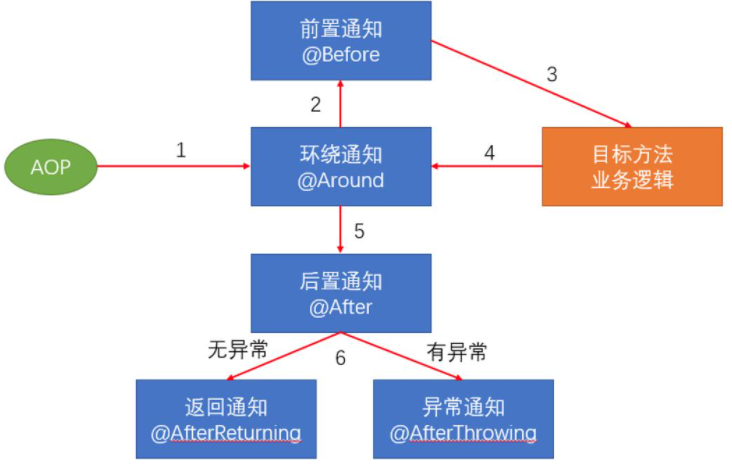 前置通知
@Before
3
2
1
AOP
环绕通知
@Around
4
目标方法
业务逻辑
5
后置通知
@After
无异常
6
有异常
返回通知
@AfterReturning
异常通知
@AfterThrowing